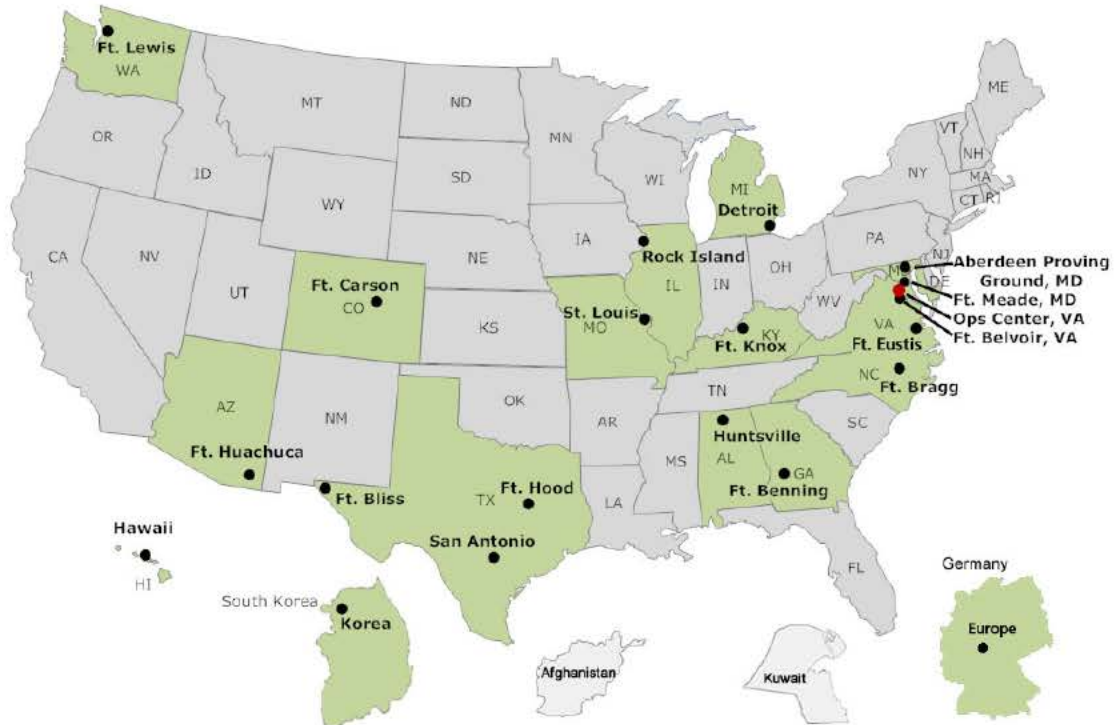 Ft. Lewis
WA
MT
ND
MN
ME
VT
NH
OR
ID
SD
WI
MI
NY
MA
CT
RI
WY
Detroit
PA
IA
Rock Island
NJ
CA
NV
NE
OH
IN
IL
MD
DE
Aberdeen Proving
Ground, MD
UT
Ft. Carson
CO
WV
Ft. Meade, MD
St. Louis
MO
KS
KY
VA
Ops Center, VA
Ft. Knox
Ft. Eustis
Ft. Belvoir, VA
NC
Ft. Bragg
TN
AZ
NM
OK
AR
SC
Huntsville
Ft. Huachuca
MS
AL
GA
Ft. Bliss
TX
Ft. Hood
LA
Ft. Benning
Hawaii
San Antonio
HI
FL
Germany
South Korea
Korea
Europe
Afghanistan
Kuwait